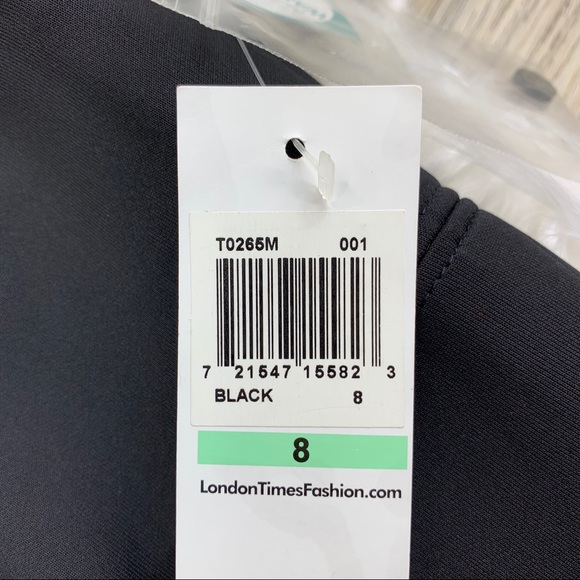 T0265M 001
7 21547 15582 3
BLACK 8
8
LondonTimesFashion.com